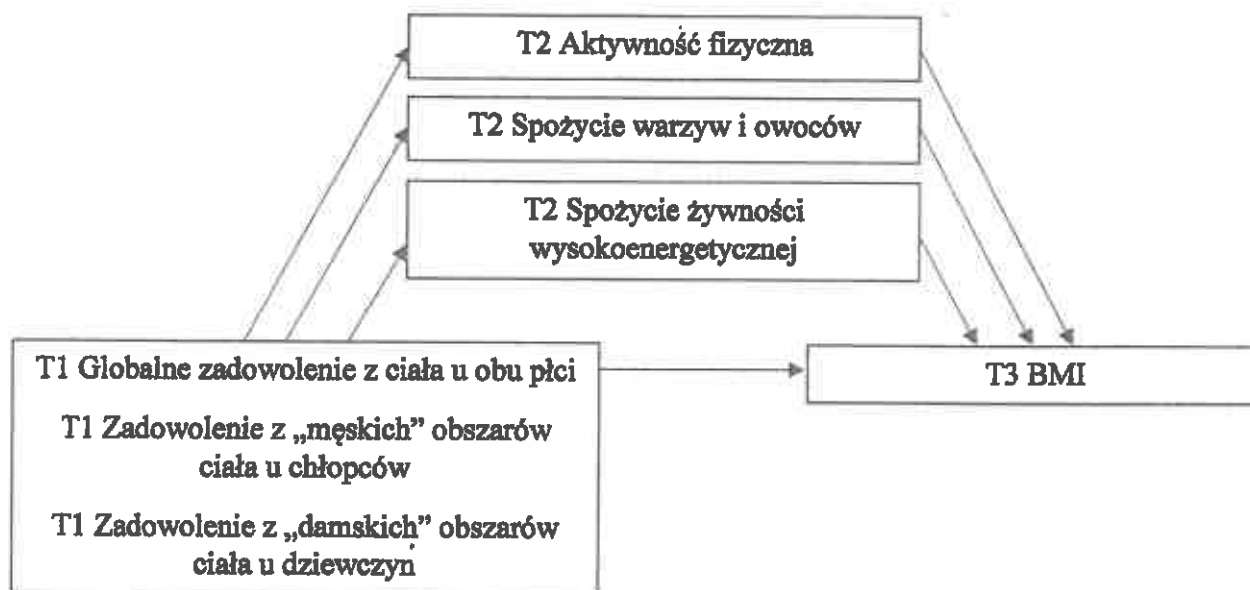 T2 Aktywność fizyczna
T2 Spożycie warzyw i owoców
T2 Spożycie żywności
wysokoenergetycznej
T1 Globalne zadowolenie z ciała u obu płci
T3 BMI
T1 Zadowolenie z „męskich” obszarów
ciała u chłopców
T1 Zadowolenie z „damskich” obszarów
ciała u dziewczyn